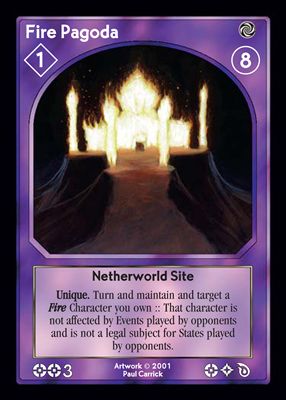 Fire Pagoda
1
8
Netherworld Site
Unique. Turn and maintain and target a
Fire Character you own :: That character is
not affected by Events played by opponents
and is not a legal subject for States played
by opponents.
Artwork © 2001
Paul Carrick
3